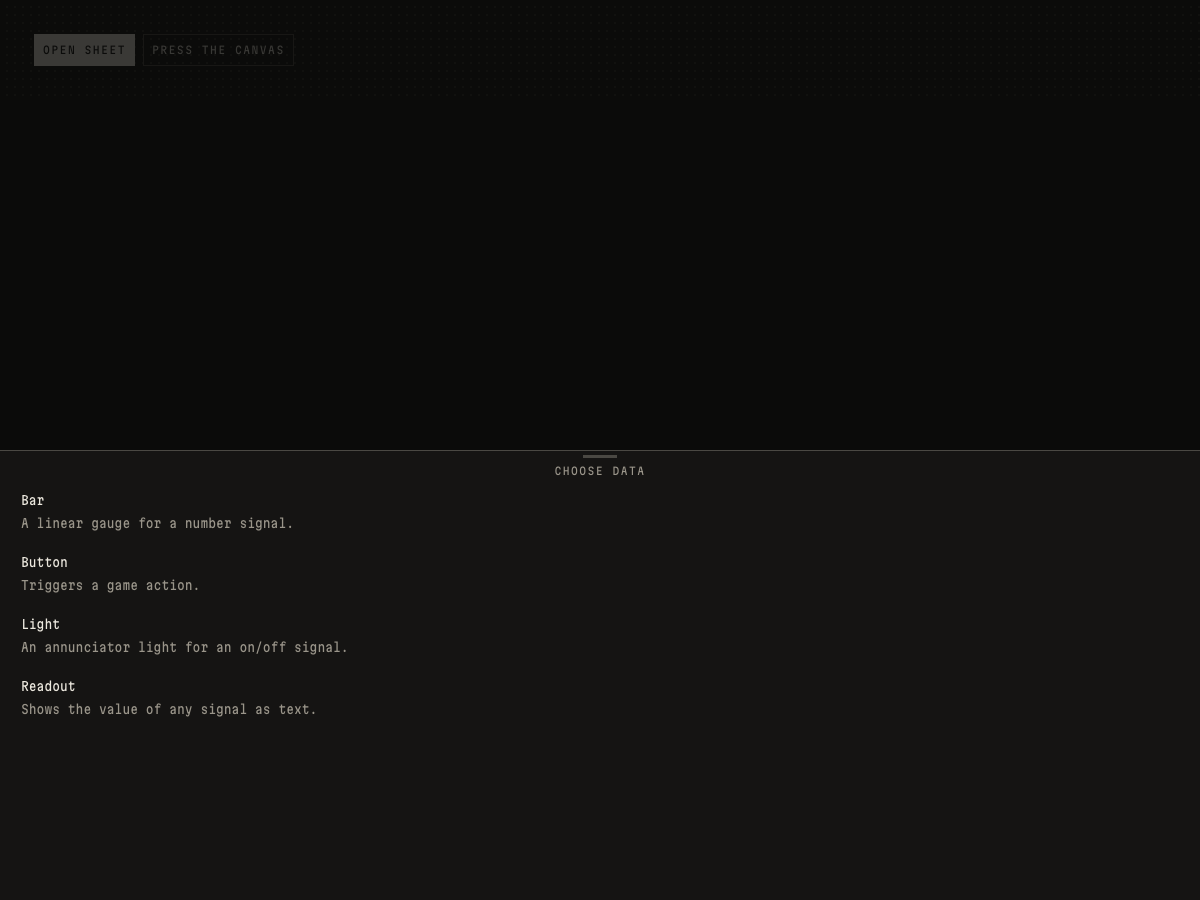 OPEN SHEET
PRESS THE CANVAS
CHOOSE DATA
Bar
A linear gauge for a number signal.
Button
Triggers a game action.
Light
An annunciator light for an on/off signal.
Readout
Shows the value of any signal as text.